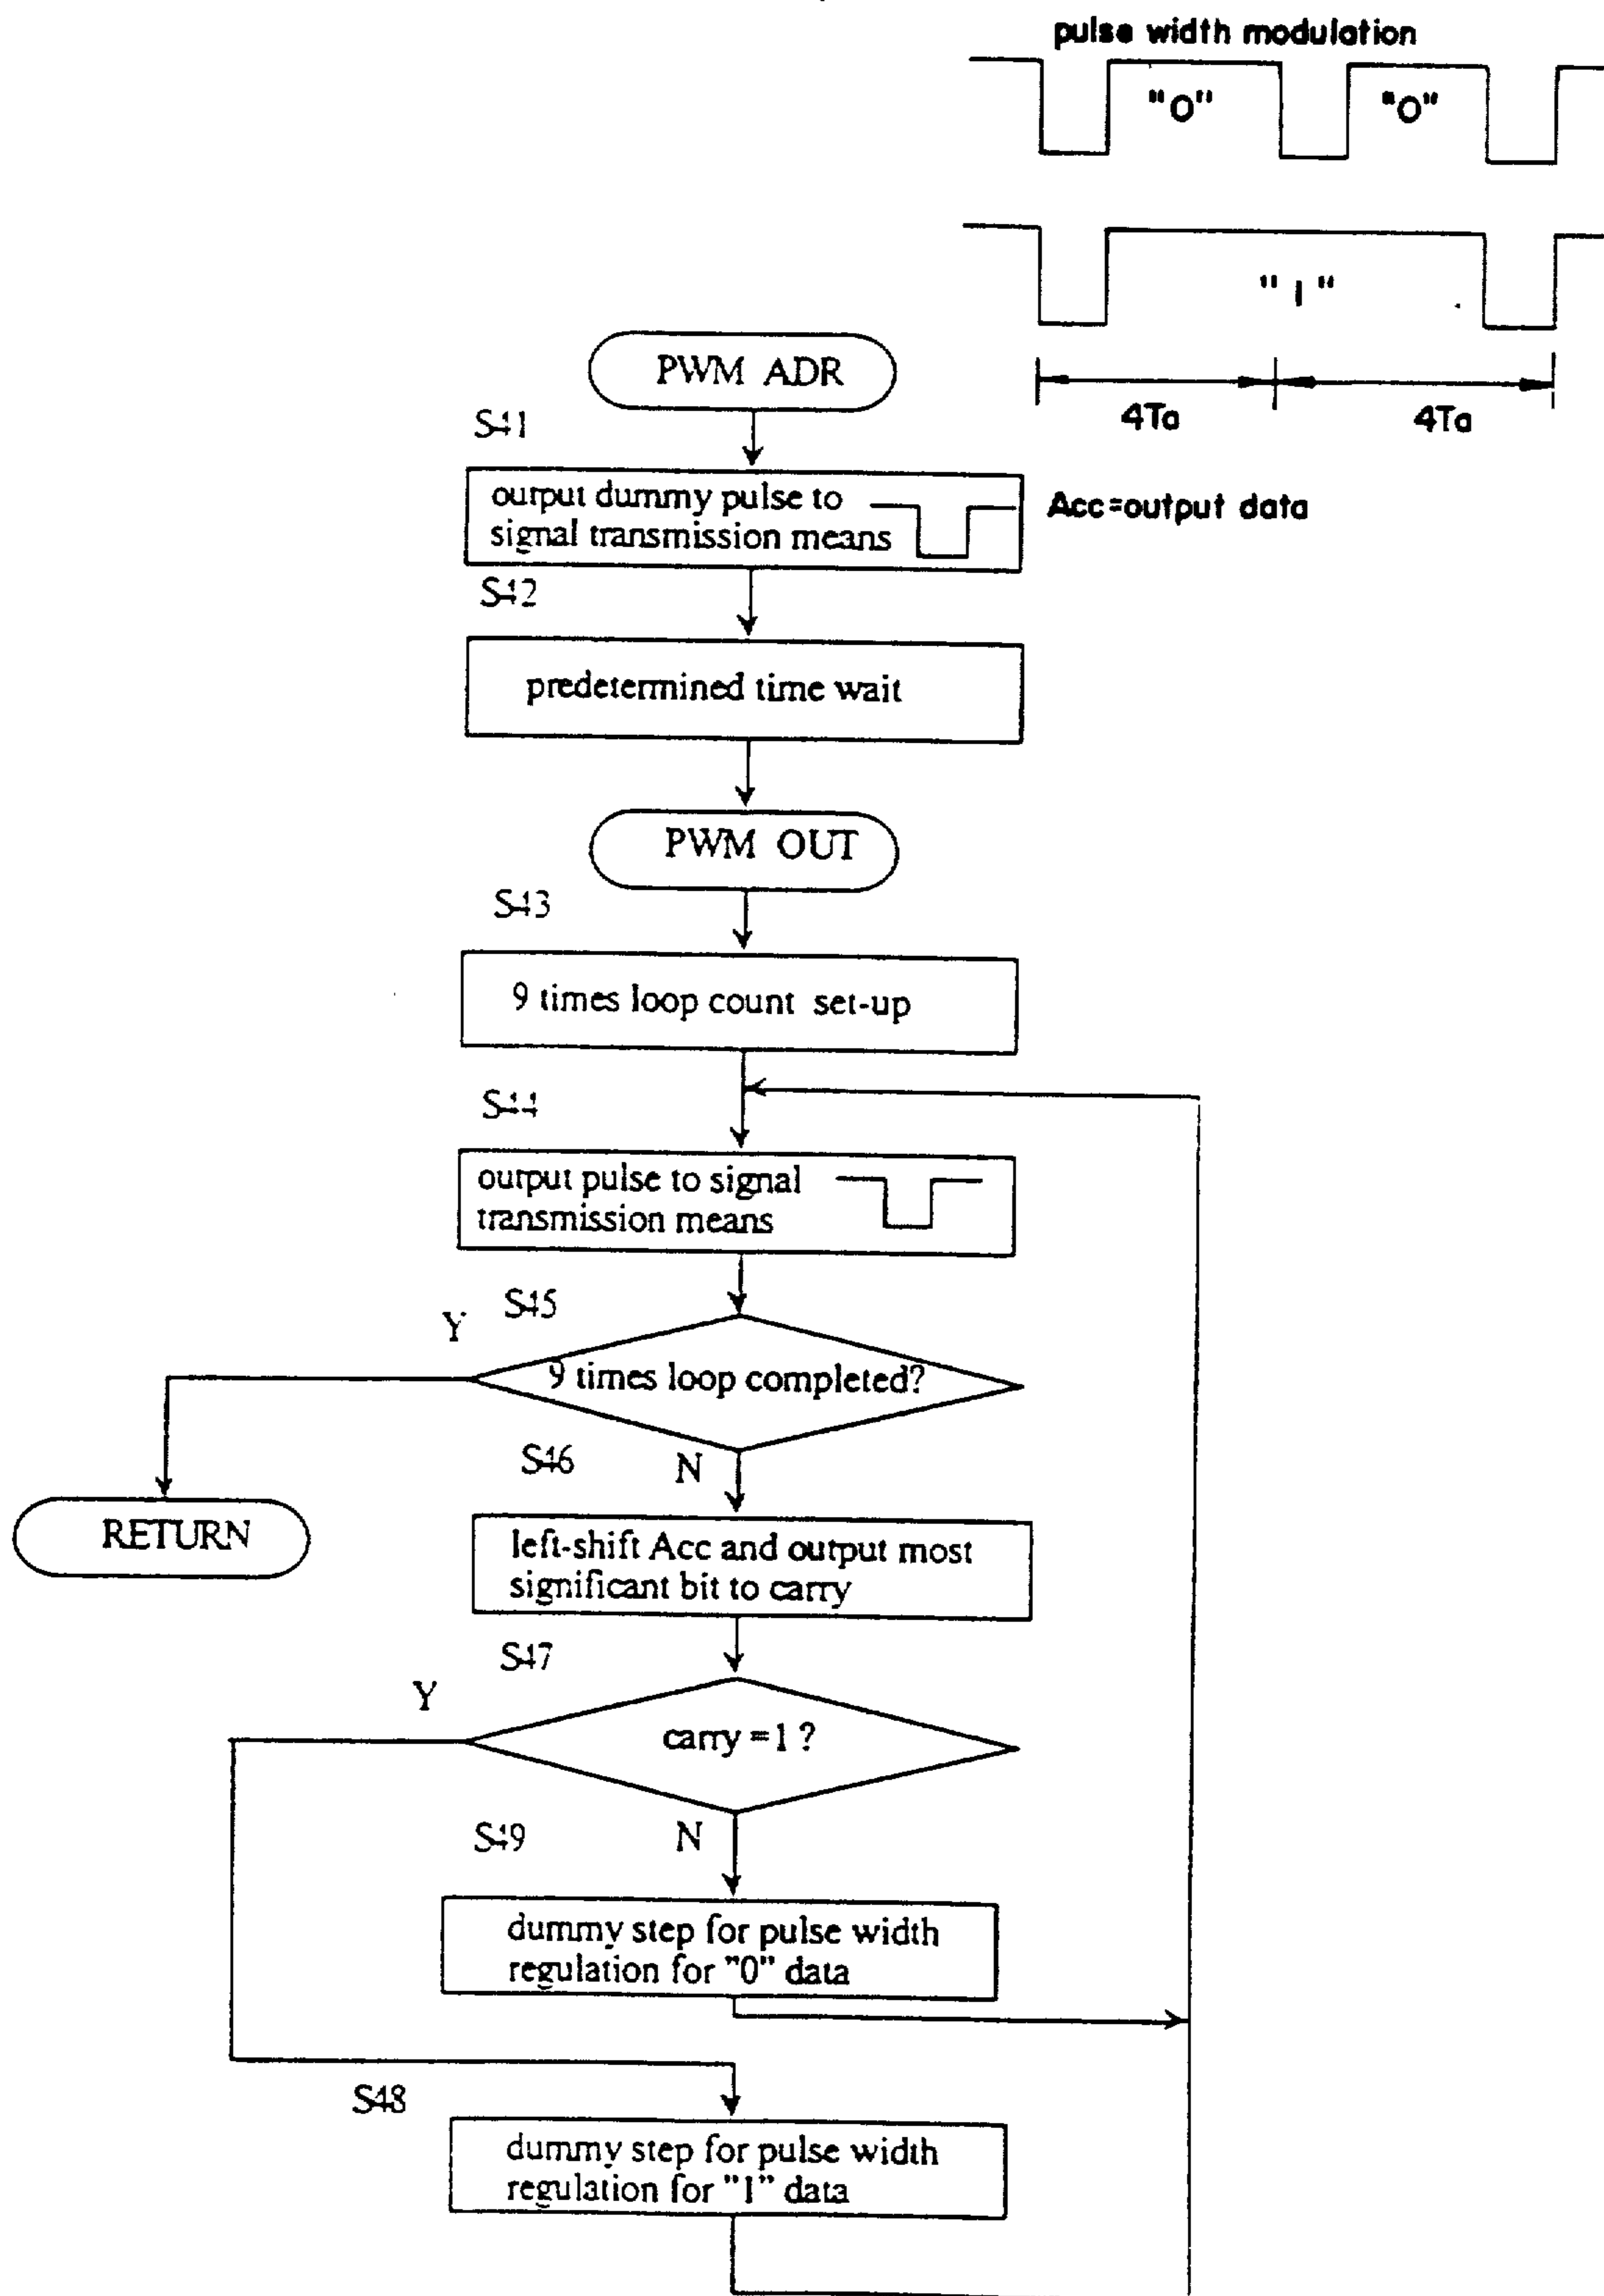 pulse width modulation
"0" "0"
"1"
4Ta 4Ta
PWM ADR
S41
output dummy pulse to
signal transmission means
Acc=output data
S42
predetermined time wait
PWM OUT
S43
9 times loop count set-up
S44
output pulse to signal
transmission means
S45
Y
9 times loop completed?
S46
N
RETURN
left-shift Acc and output most
significant bit to carry
S47
Y
carry =1 ?
S49
N
dummy step for pulse width
regulation for "0" data
S48
dummy step for pulse width
regulation for "1" data